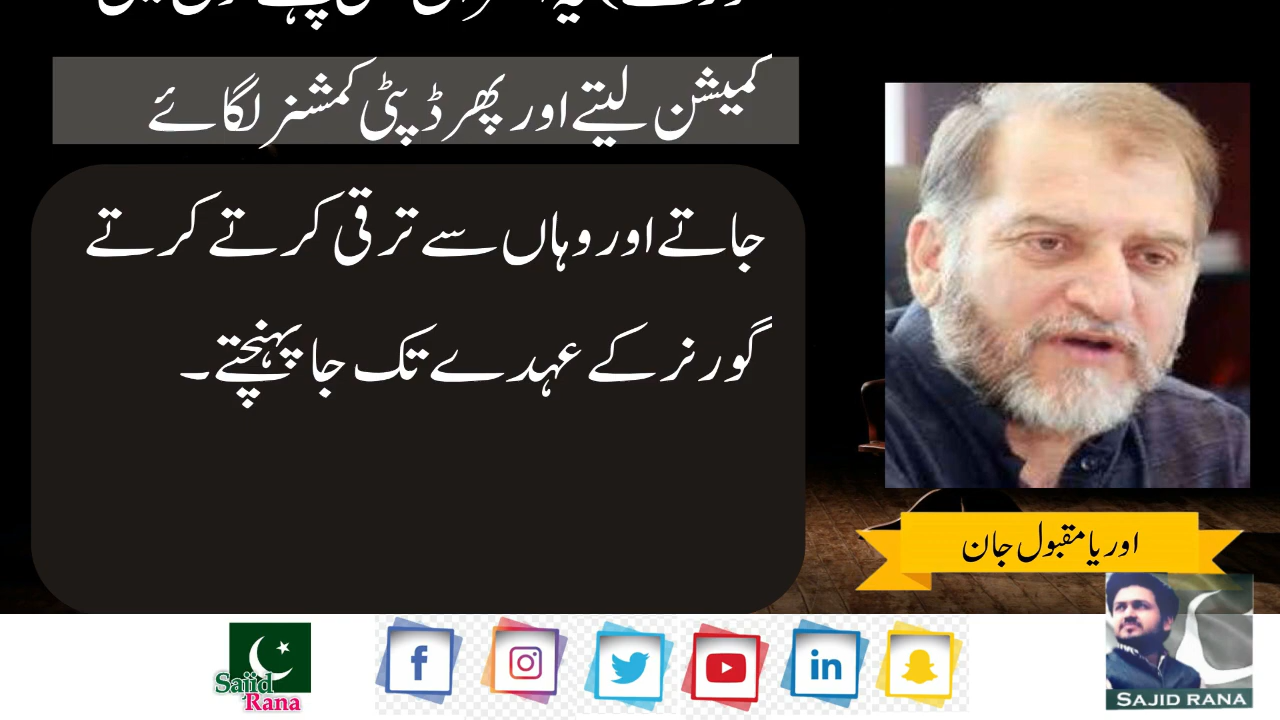 کمیشن لیتے اور پھر ڈپٹی کمشنر لگائے
جاتے اور وہاں سے ترقی کرتے کرتے
گورنر کے عہدے تک جا پہنچتے۔
اوریا مقبول جان
SAJID RANA
Sajid
Rana